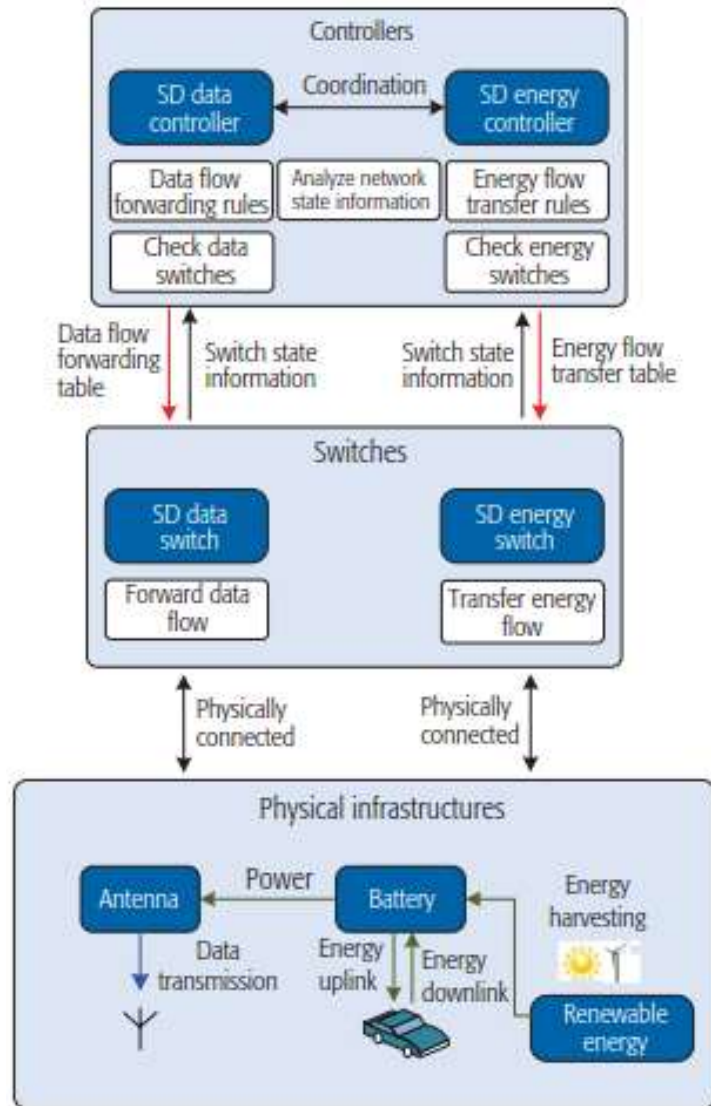 Controllers
SD data
controller
Coordination
SD energy
controller
Data flow
forwarding rules
Analyze network
state information
Energy flow
transfer rules
Check data
switches
Check energy
switches
Data flow
forwarding
table
Switch state
information
Switch state
information
Energy flow
transfer table
Switches
SD data
switch
SD energy
switch
Forward data
flow
Transfer energy
flow
Physically
connected
Physically
connected
Physical infrastructures
Antenna
Power
Battery
Energy
harvesting
Data
transmission
Energy
uplink
Energy
downlink
Renewable
energy